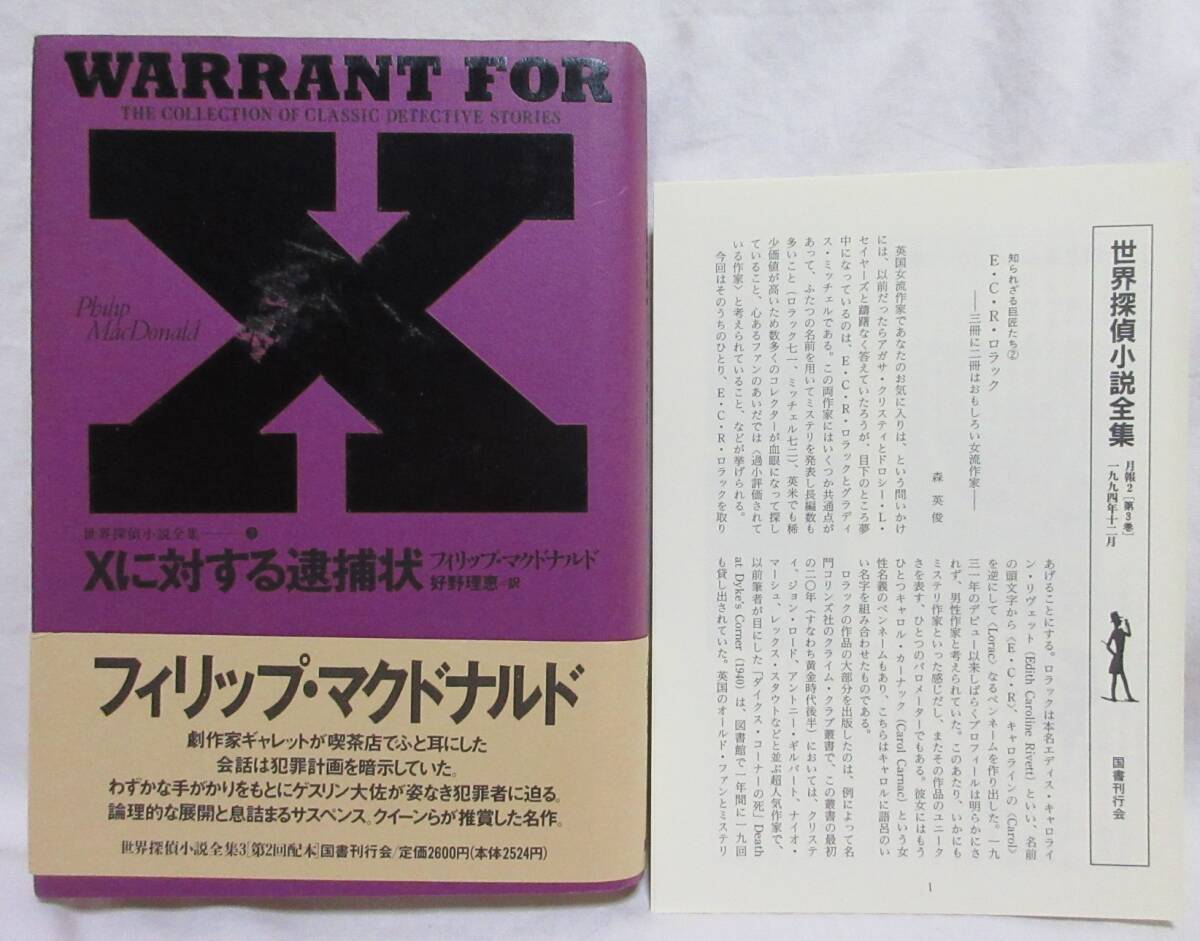 WARRANT FOR
THE COLLECTION OF CLASSIC DETECTIVE STORIES
X
Philip
MacDonald
世界探偵小説全集 3
Xに対する逮捕状
フィリップ・マクドナルド
好野理恵=訳
フィリップ・マクドナルド
劇作家ギャレットが喫茶店でふと耳にした
会話は犯罪計画を暗示していた。
わずかな手がかりをもとにゲスリン大佐が姿なき犯罪者に迫る。
論理的な展開と息詰まるサスペンス。クイーンらが推賞した名作。
世界探偵小説全集3[第2回配本]国書刊行会/定価2600円(本体2524円)
世界探偵小説全集
月報2[第3巻]
一九九四年十二月
国書刊行会
知られざる巨匠たち②
E・C・R・ロラック
――三冊に二冊はおもしろい女流作家――
森 英俊
英国女流作家であなたのお気に入りは、という問いかけ
には、以前だったらアガサ・クリスティとドロシー・L・
セイヤーズと躊躇なく答えていたろうが、目下のところ夢
中になっているのは、E・C・R・ロラックとグラディ
ス・ミッチェルである。この両作家にはいくつか共通点が
あって、ふたつの名前を用いてミステリを発表し長編数も
多いこと(ロラック七一、ミッチェル七二)、英米でも稀
少価値が高いため数多くのコレクターが血眼になって探し
ていること、心あるファンのあいだでは〈過小評価されて
いる作家〉と考えられていること、などが挙げられる。
今回はそのうちのひとり、E・C・R・ロラックを取り
あげることにする。ロラックは本名エディス・キャロライ
ン・リヴェット(Edith Caroline Rivett)といい、名前
の頭文字から〈E・C・R〉、キャロラインの〈Carol〉
を逆にして〈Lorac〉なるペンネームを作り出した。一九
三一年のデビュー以来しばらくプロフィールは明らかにさ
れず、男性作家と考えられていた。このあたり、いかにも
ミステリ作家といった感じだし、またその作品のユニーク
さを表す、ひとつのバロメーターでもある。彼女にはもう
ひとつキャロル・カーナック(Carol Carnac)という女
性名義のペンネームもあり、こちらはキャロルに語呂のい
い名字を組み合わせたものである。
ロラックの作品の大部分を出版したのは、例によって名
門コリンズ社のクライム・クラブ叢書で、この叢書の最初
の二〇年(すなわち黄金時代後半)においては、クリステ
ィ、ジョン・ロード、アントニー・ギルバート、ナイオ・
マーシュ、レックス・スタウトなどと並ぶ超人気作家で、
以前筆者が目にした「ダイクス・コーナーの死」Death
at Dyke's Corner (1940) は、図書館で一年間に一九回
も貸し出されていた。英国のオールド・ファンとミステリ
1